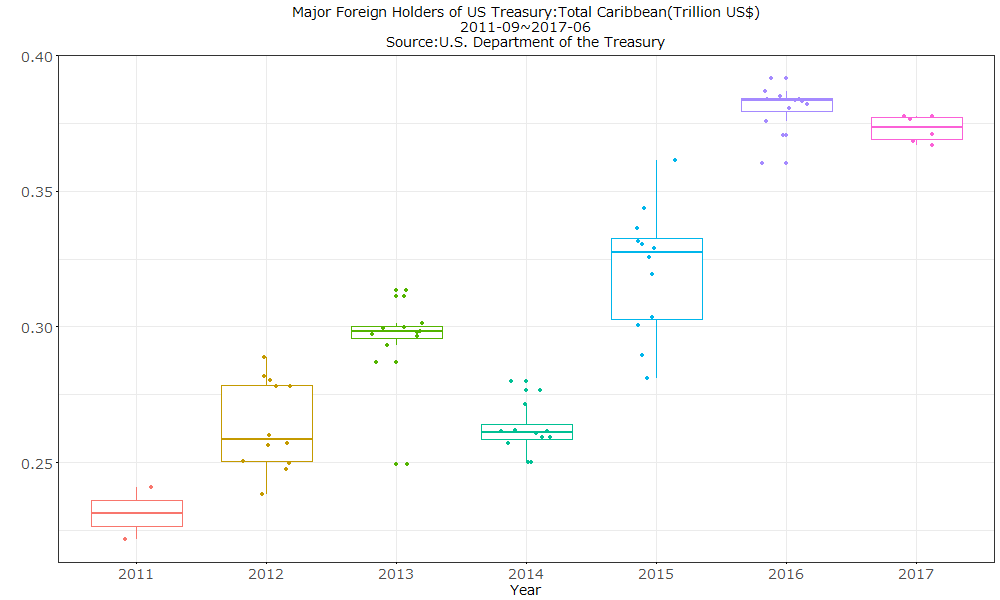 Major Foreign Holders of US Treasury:Total Caribbean(Trillion US$)
2011-09~2017-06
Source:U.S. Department of the Treasury
0.40
0.35
0.30
0.25
2011 2012 2013 2014 2015 2016 2017
Year